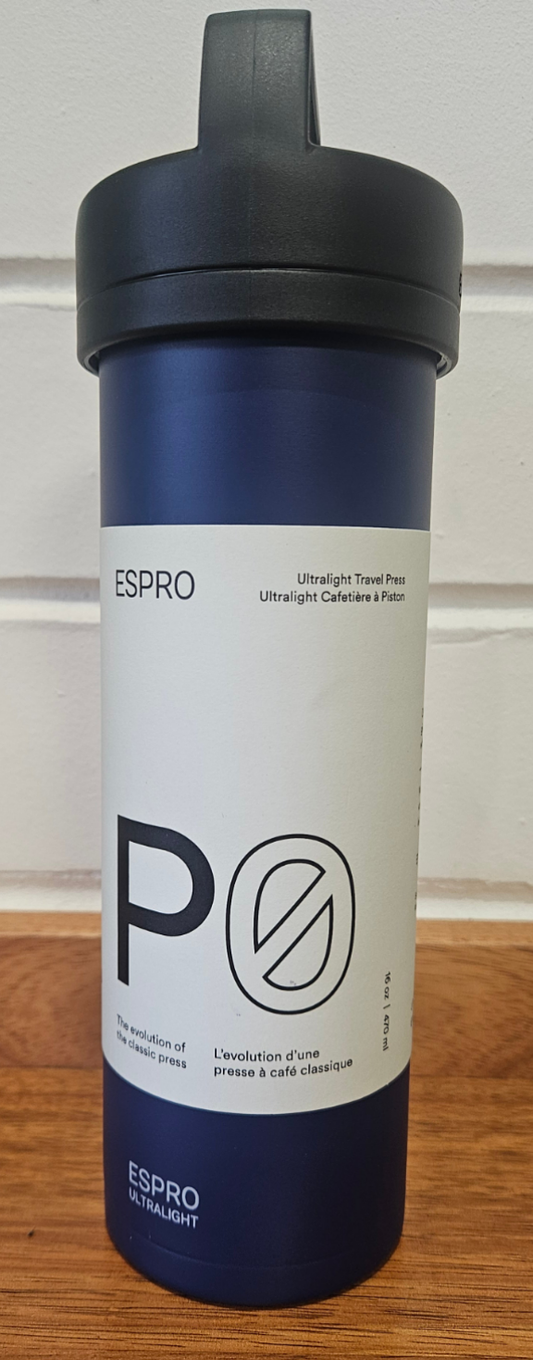 ESPRO
Ultralight Travel Press
Ultralight Cafetière à Piston
P0
16 oz | 470 ml
The evolution of
the classic press
L'evolution d'une
presse à café classique
ESPRO
ULTRALIGHT